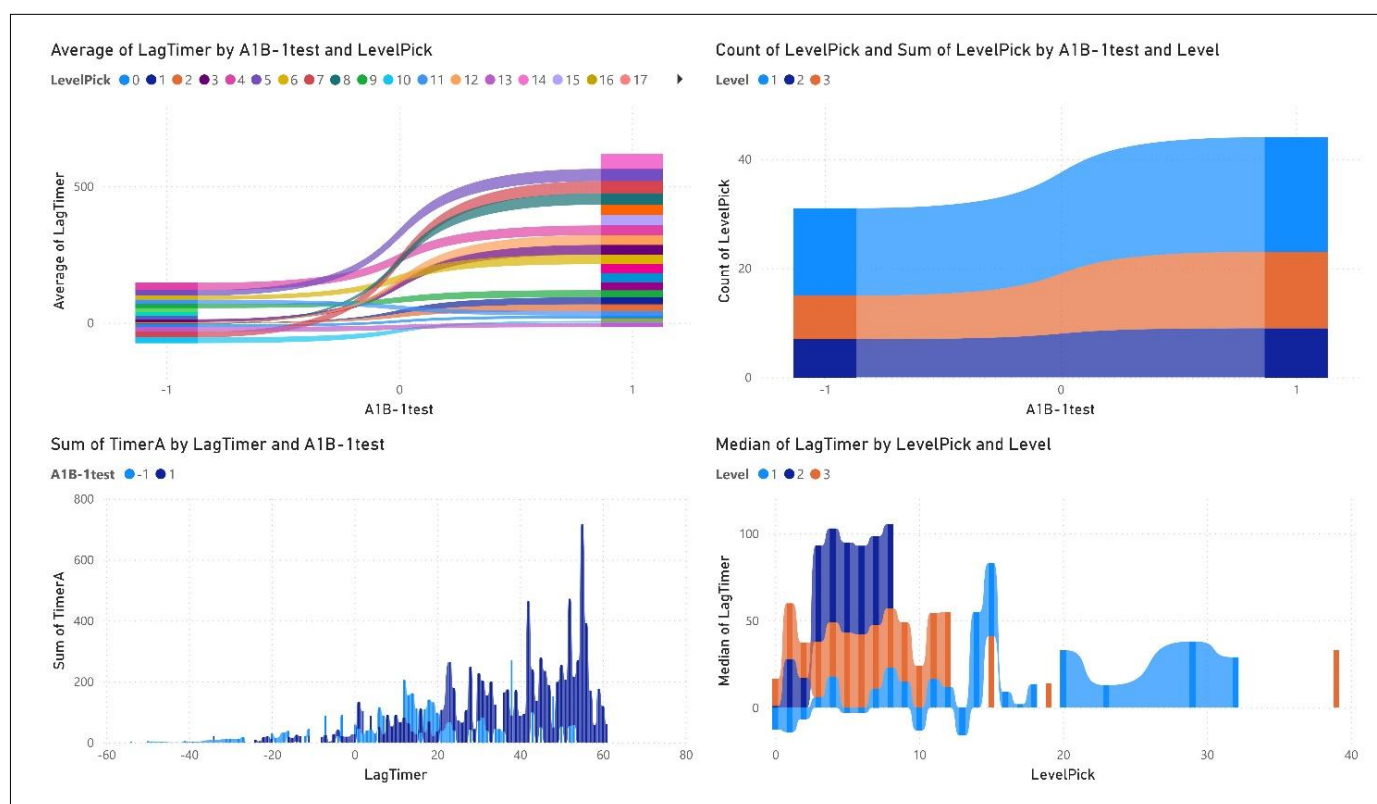 Average of LagTimer by A1B-1test and LevelPick
LevelPick 0 1 2 3 4 5 6 7 8 9 10 11 12 13 14 15 16 17
Average of LagTimer
500
0
-1 0 1
A1B-1test
Count of LevelPick and Sum of LevelPick by A1B-1test and Level
Level 1 2 3
Count of LevelPick
40
20
0
-1 0 1
A1B-1test
Sum of TimerA by LagTimer and A1B-1test
A1B-1test -1 1
Sum of TimerA
800
600
400
200
0
-60 -40 -20 0 20 40 60 80
LagTimer
Median of LagTimer by LevelPick and Level
Level 1 2 3
Median of LagTimer
100
50
0
0 10 20 30 40
LevelPick